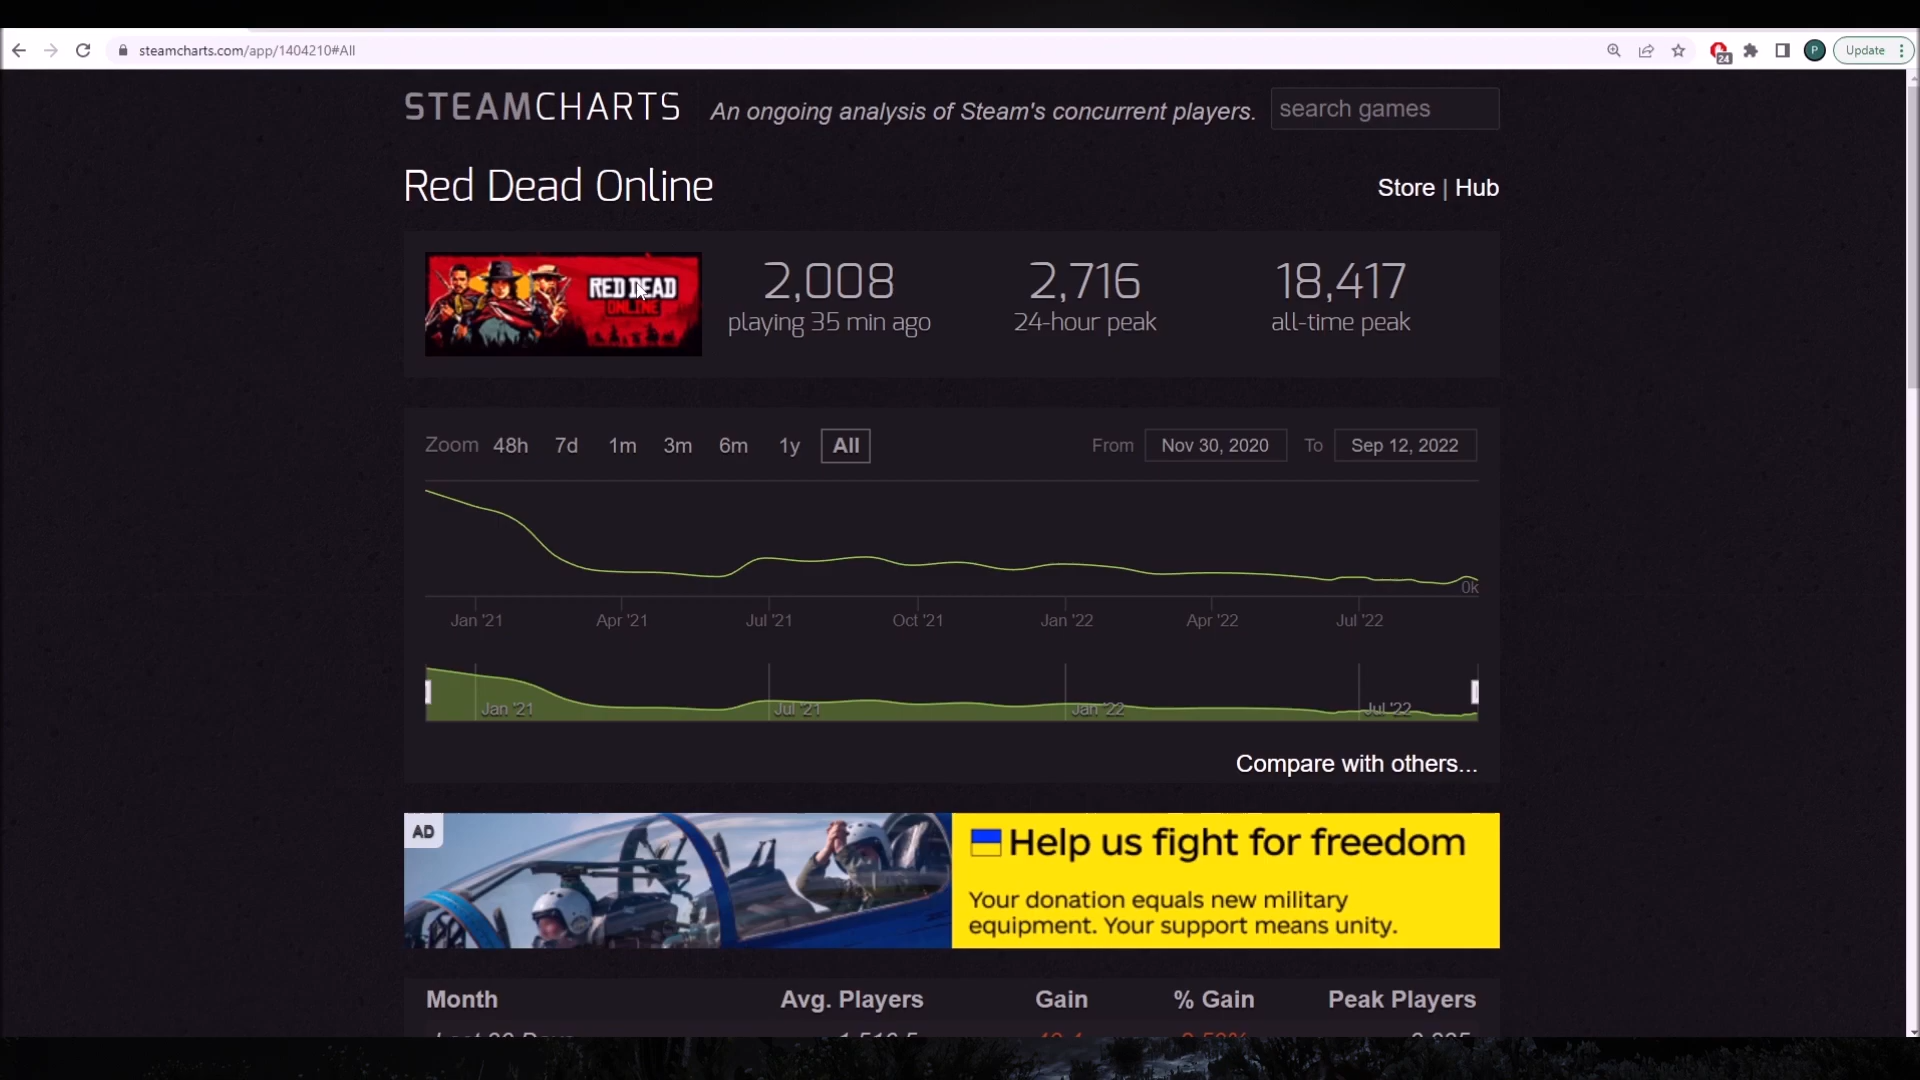 steamcharts.com/app/1404210#All
24
P
Update
STEAMCHARTS
An ongoing analysis of Steam's concurrent players.
search games
Red Dead Online
Store | Hub
RED DEAD
ONLINE
2,008
playing 35 min ago
2,716
24-hour peak
18,417
all-time peak
Zoom 48h 7d 1m 3m 6m 1y All
From Nov 30, 2020 To Sep 12, 2022
0k
Jan '21 Apr '21 Jul '21 Oct '21 Jan '22 Apr '22 Jul '22
Jan '21 Jul '21 Jan '22 Jul '22
Compare with others...
AD
Help us fight for freedom
Your donation equals new military
equipment. Your support means unity.
Month Avg. Players Gain % Gain Peak Players
Last 30 Days